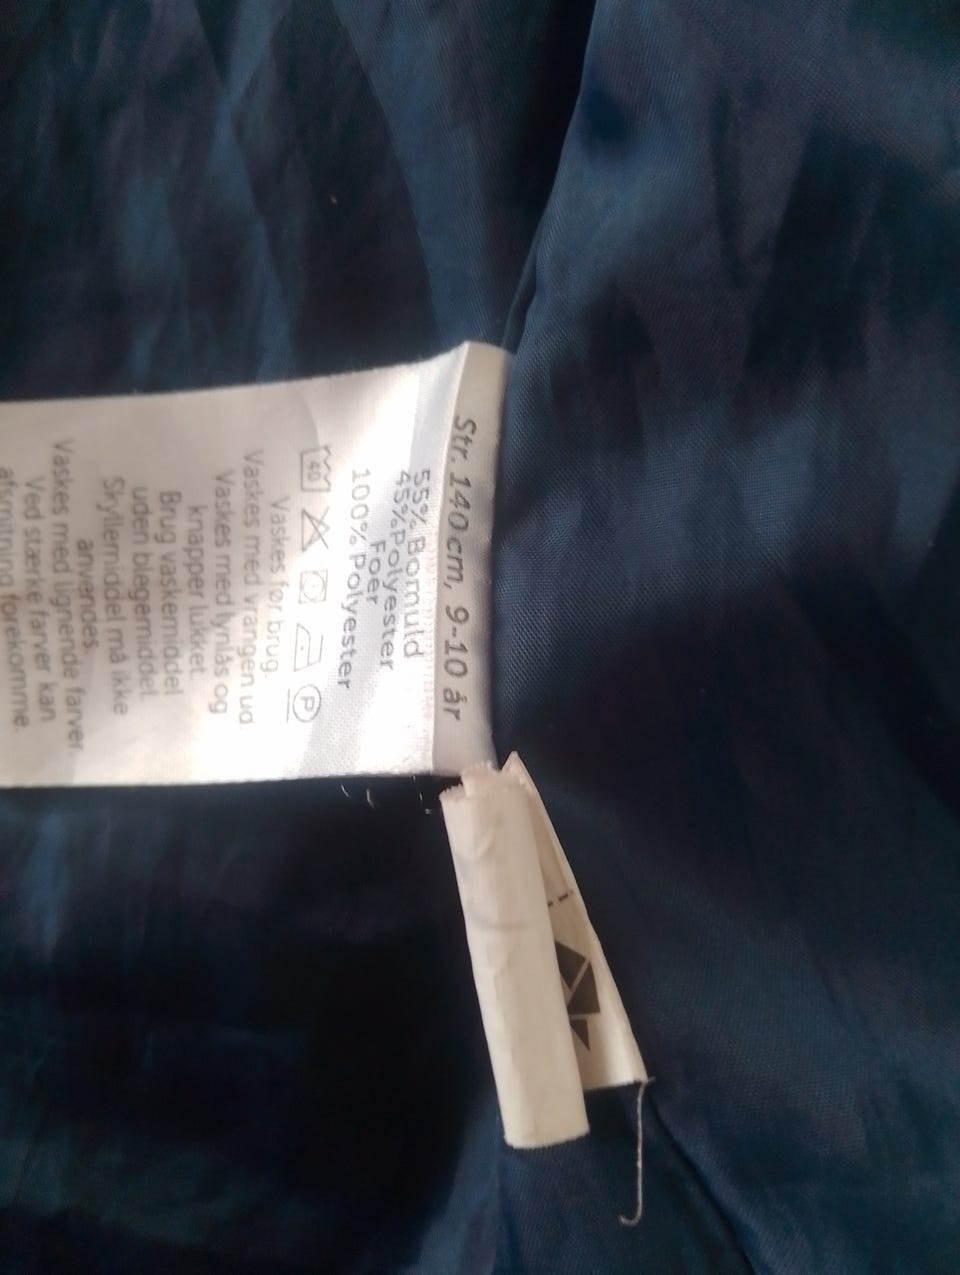 Str. 140 cm, 9-10 år
55% Bomuld
45% Polyester
Foer
100% Polyester
40
P
Vaskes før brug.
Vaskes med vrangen ud.
Vaskes med lynlås og
knapper lukket.
Brug vaskemiddel
uden blegemiddel.
Skyllemiddel må ikke
anvendes.
Vaskes med lignende farver.
Ved stærke farver kan
afsmitning forekomme.